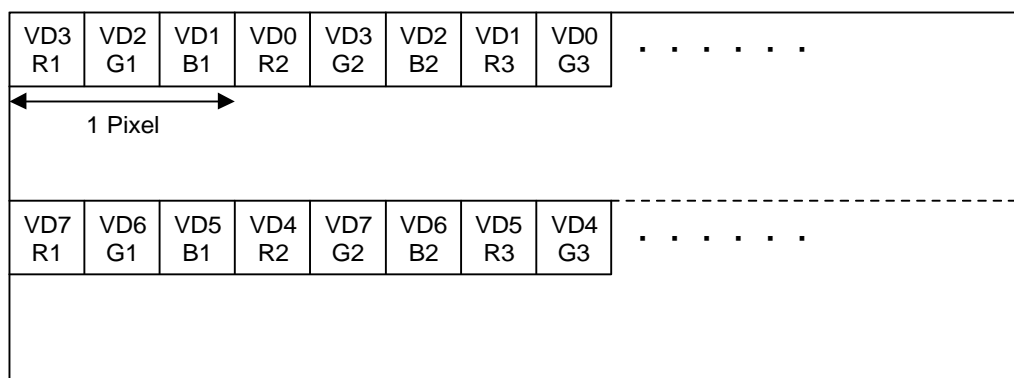 VD3 VD2 VD1 VD0 VD3 VD2 VD1 VD0 . . . . . .
R1 G1 B1 R2 G2 B2 R3 G3
1 Pixel
VD7 VD6 VD5 VD4 VD7 VD6 VD5 VD4 . . . . . .
R1 G1 B1 R2 G2 B2 R3 G3